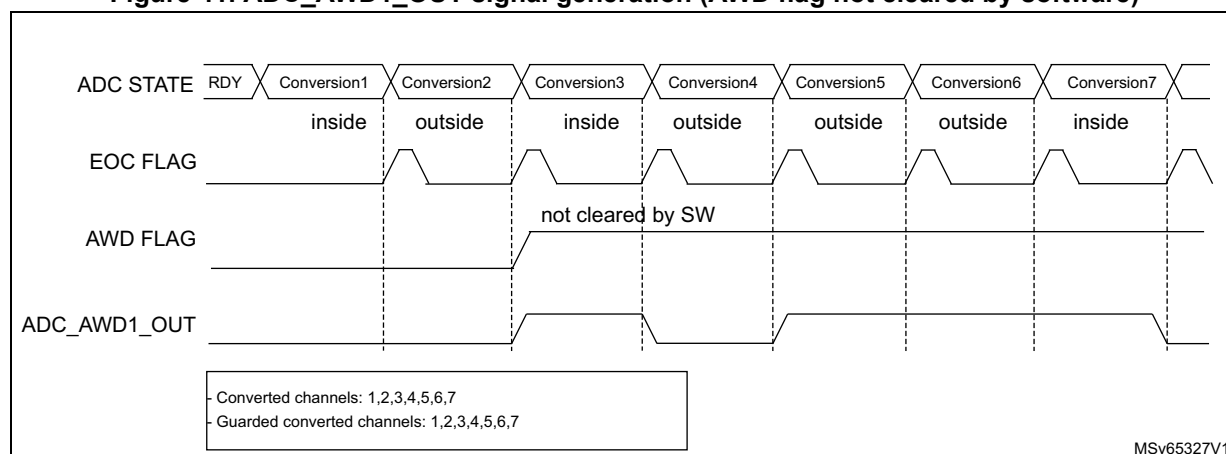 Figure 41. ADC_AWD1_OUT signal generation (AWD flag not cleared by software)
ADC STATE RDY Conversion1 Conversion2 Conversion3 Conversion4 Conversion5 Conversion6 Conversion7
inside outside inside outside outside outside inside
EOC FLAG
not cleared by SW
AWD FLAG
ADC_AWD1_OUT
- Converted channels: 1,2,3,4,5,6,7
- Guarded converted channels: 1,2,3,4,5,6,7
MSv65327V1